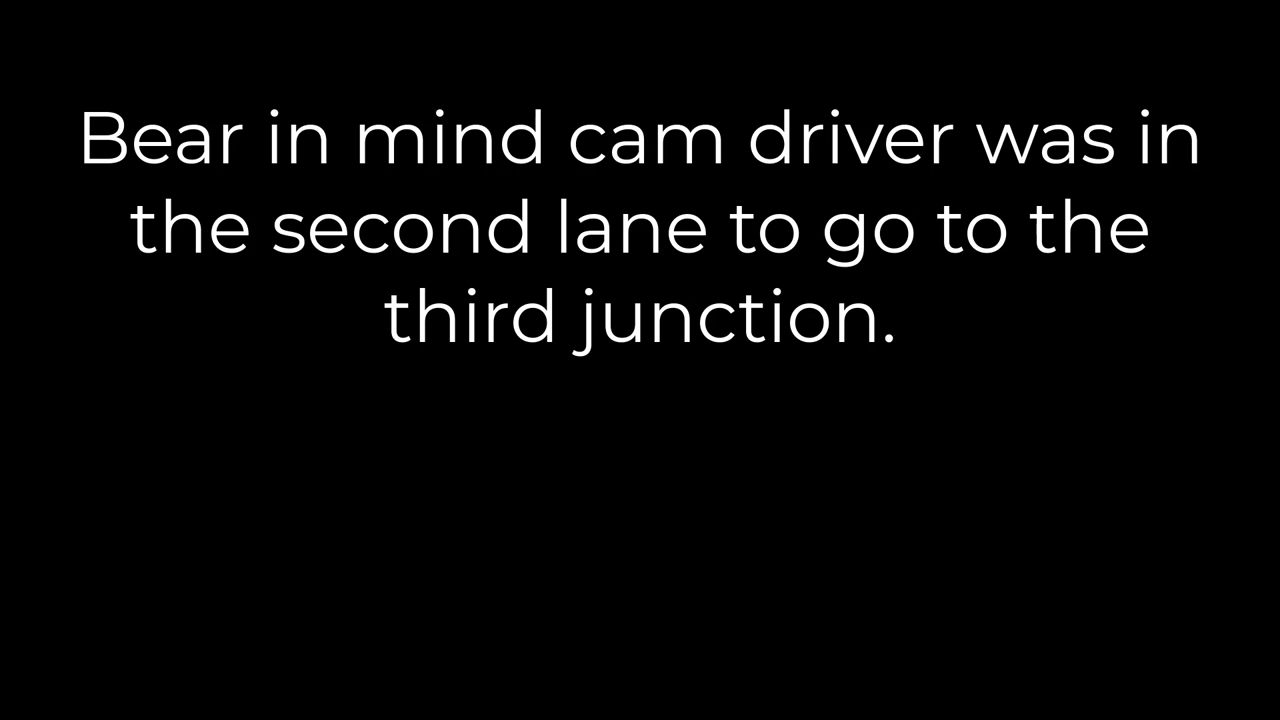 Bear in mind cam driver was in
the second lane to go to the
third junction.